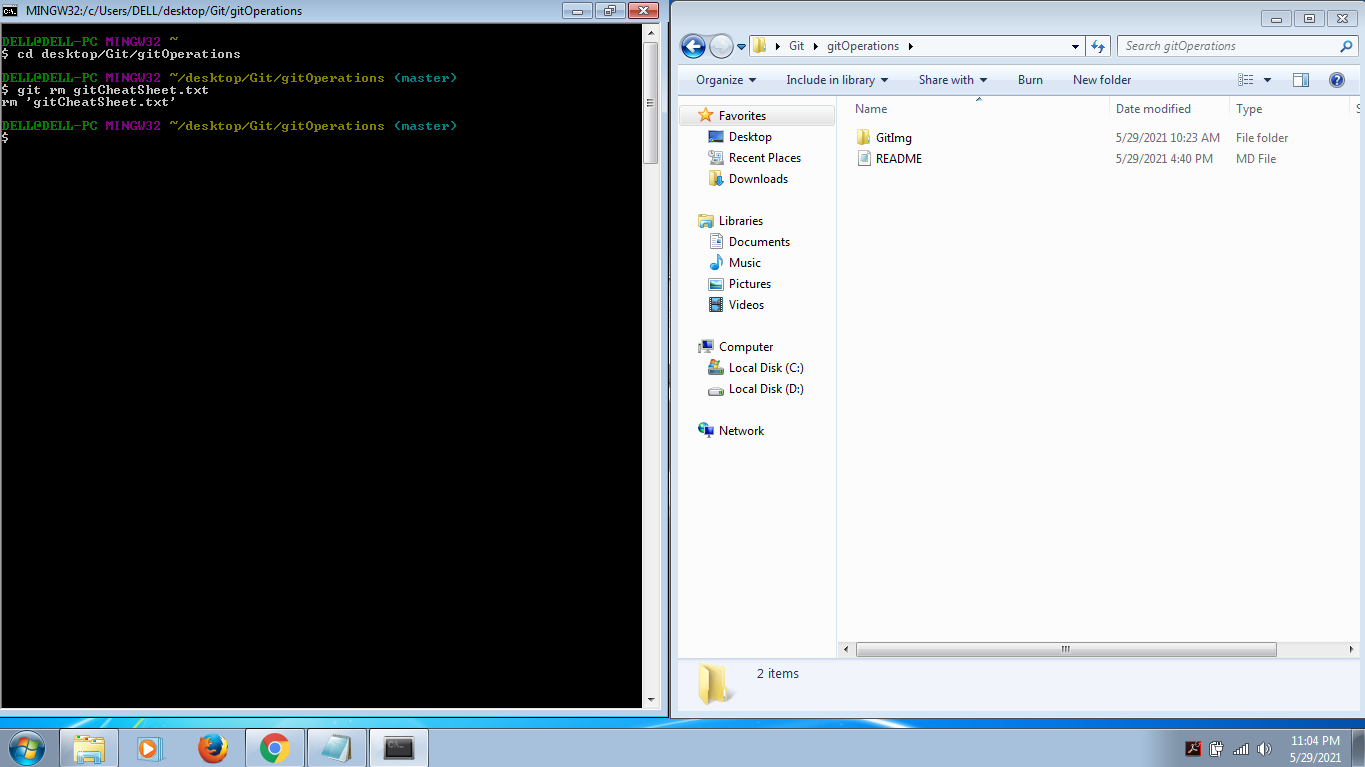 MINGW32:/c/Users/DELL/desktop/Git/gitOperations
DELL@DELL-PC MINGW32 ~
$ cd desktop/Git/gitOperations
DELL@DELL-PC MINGW32 ~/desktop/Git/gitOperations (master)
$ git rm gitCheatSheet.txt
rm 'gitCheatSheet.txt'
DELL@DELL-PC MINGW32 ~/desktop/Git/gitOperations (master)
$
Git gitOperations
Search gitOperations
Organize Include in library Share with Burn New folder
Favorites
Desktop
Recent Places
Downloads
Libraries
Documents
Music
Pictures
Videos
Computer
Local Disk (C:)
Local Disk (D:)
Network
Name Date modified Type S
GitImg 5/29/2021 10:23 AM File folder
README 5/29/2021 4:40 PM MD File
2 items
11:04 PM
5/29/2021